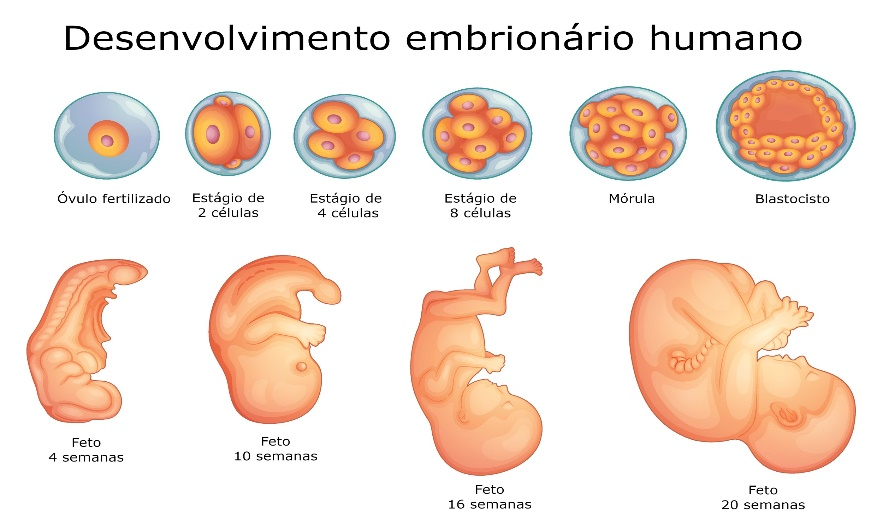 Desenvolvimento embrionário humano
Óvulo fertilizado
Estágio de
2 células
Estágio de
4 células
Estágio de
8 células
Mórula
Blastocisto
Feto
4 semanas
Feto
10 semanas
Feto
16 semanas
Feto
20 semanas